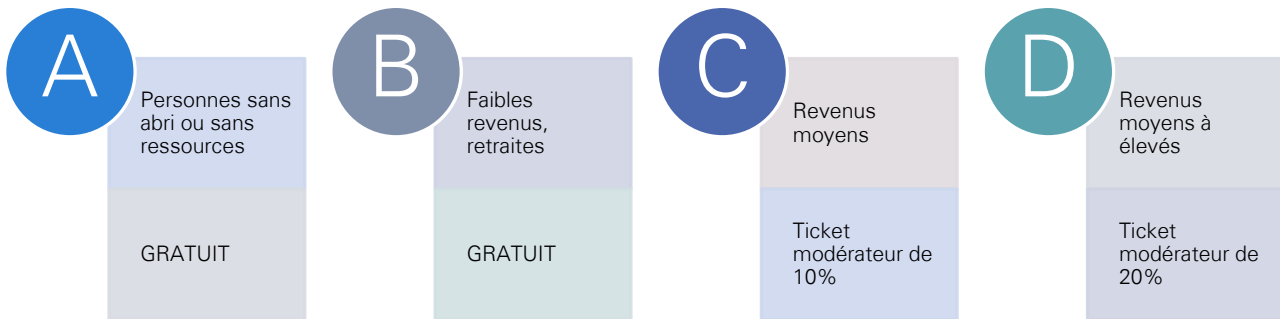 A
Personnes sans
abri ou sans
ressources
GRATUIT
B
Faibles
revenus,
retraites
GRATUIT
C
Revenus
moyens
Ticket
modérateur de
10%
D
Revenus
moyens à
élevés
Ticket
modérateur de
20%